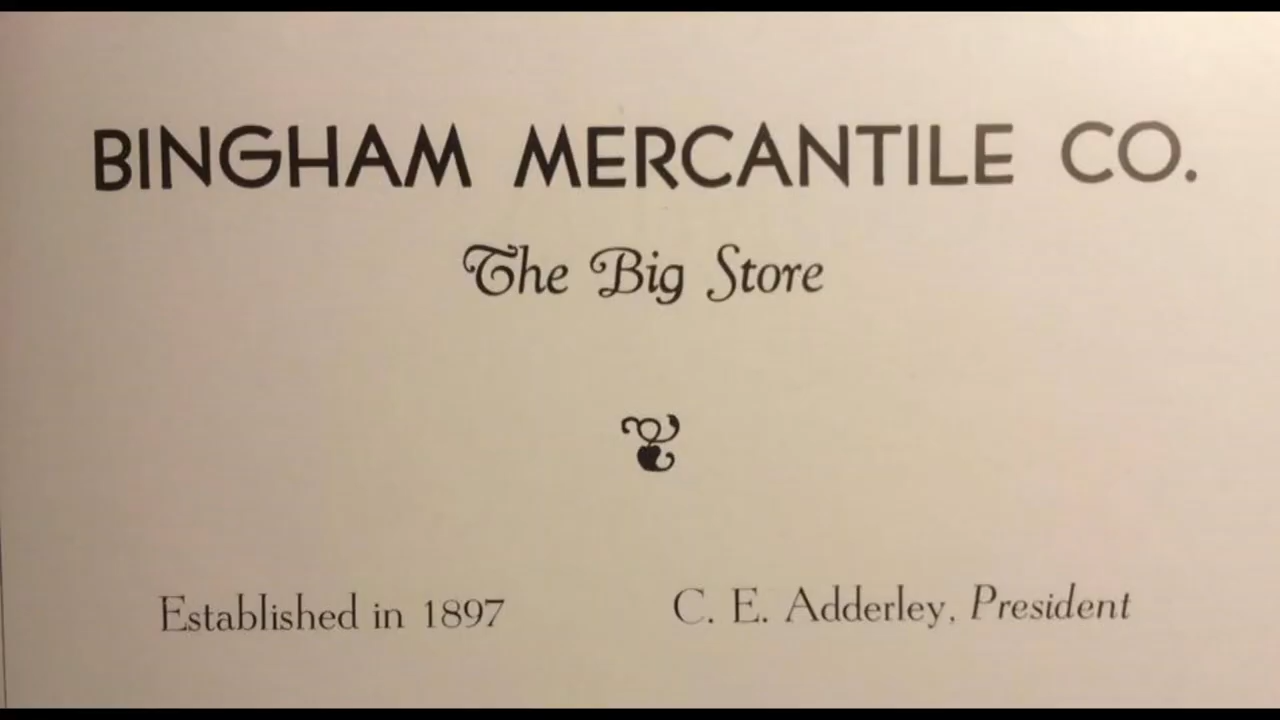 BINGHAM MERCANTILE CO.
The Big Store
Established in 1897 C. E. Adderley, President